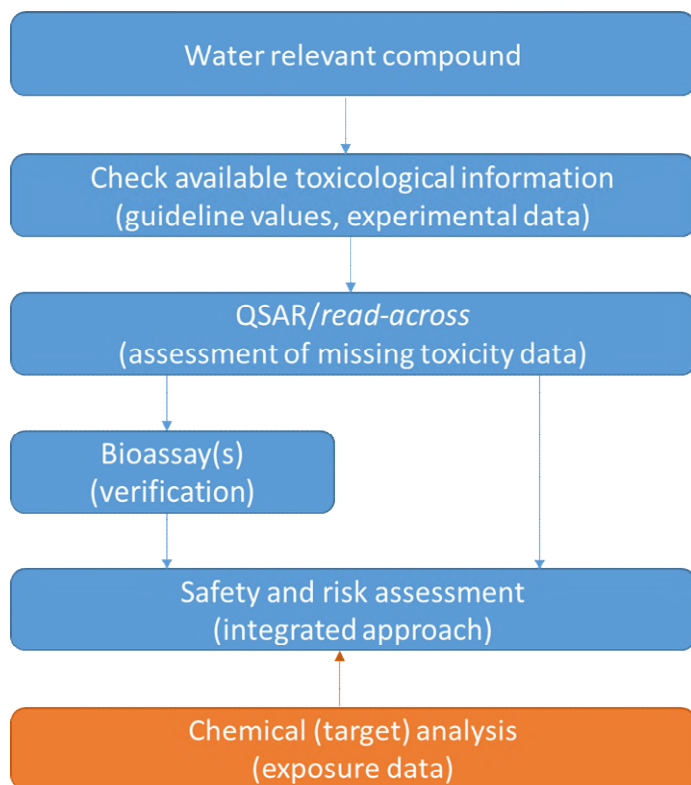 Water relevant compound
Check available toxicological information
(guideline values, experimental data)
QSAR/read-across
(assessment of missing toxicity data)
Bioassay(s)
(verification)
Safety and risk assessment
(integrated approach)
Chemical (target) analysis
(exposure data)